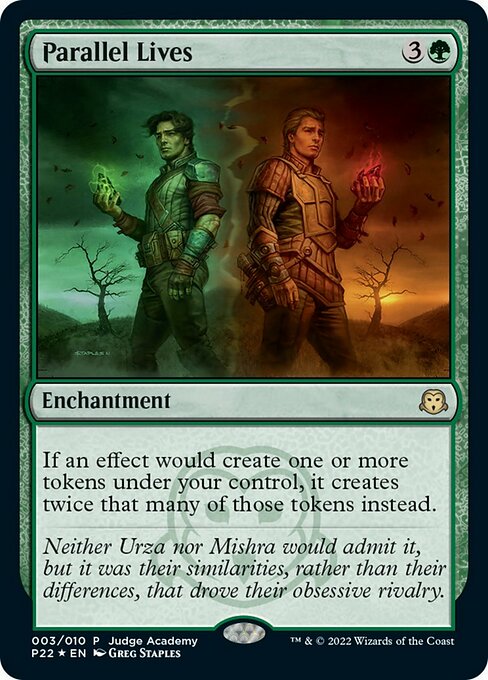 Parallel Lives 3
Enchantment
If an effect would create one or more
tokens under your control, it creates
twice that many of those tokens instead.
Neither Urza nor Mishra would admit it,
but it was their similarities, rather than their
differences, that drove their obsessive rivalry.
003/010 P Judge Academy
P22 ★ EN Greg Staples
™ & © 2022 Wizards of the Coast